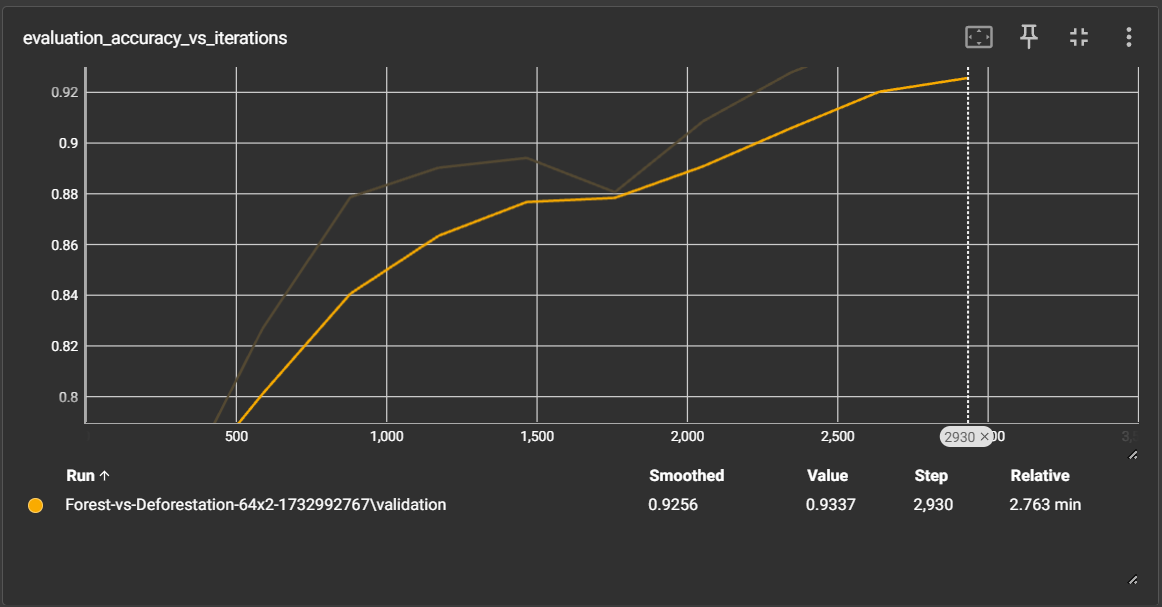 evaluation_accuracy_vs_iterations
0.92
0.9
0.88
0.86
0.84
0.82
0.8
500 1,000 1,500 2,000 2,500 2930 ×
Run ↑ Smoothed Value Step Relative
Forest-vs-Deforestation-64x2-1732992767\validation 0.9256 0.9337 2,930 2.763 min